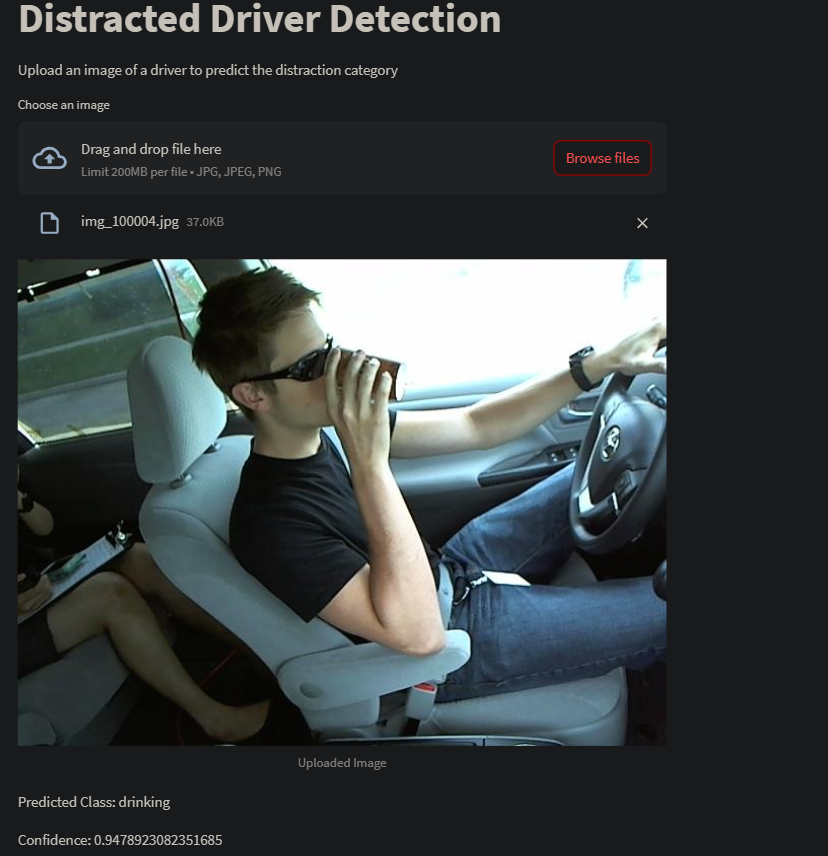 Distracted Driver Detection
Upload an image of a driver to predict the distraction category
Choose an image
Drag and drop file here
Limit 200MB per file • JPG, JPEG, PNG
Browse files
img_100004.jpg 37.0KB
Uploaded Image
Predicted Class: drinking
Confidence: 0.9478923082351685